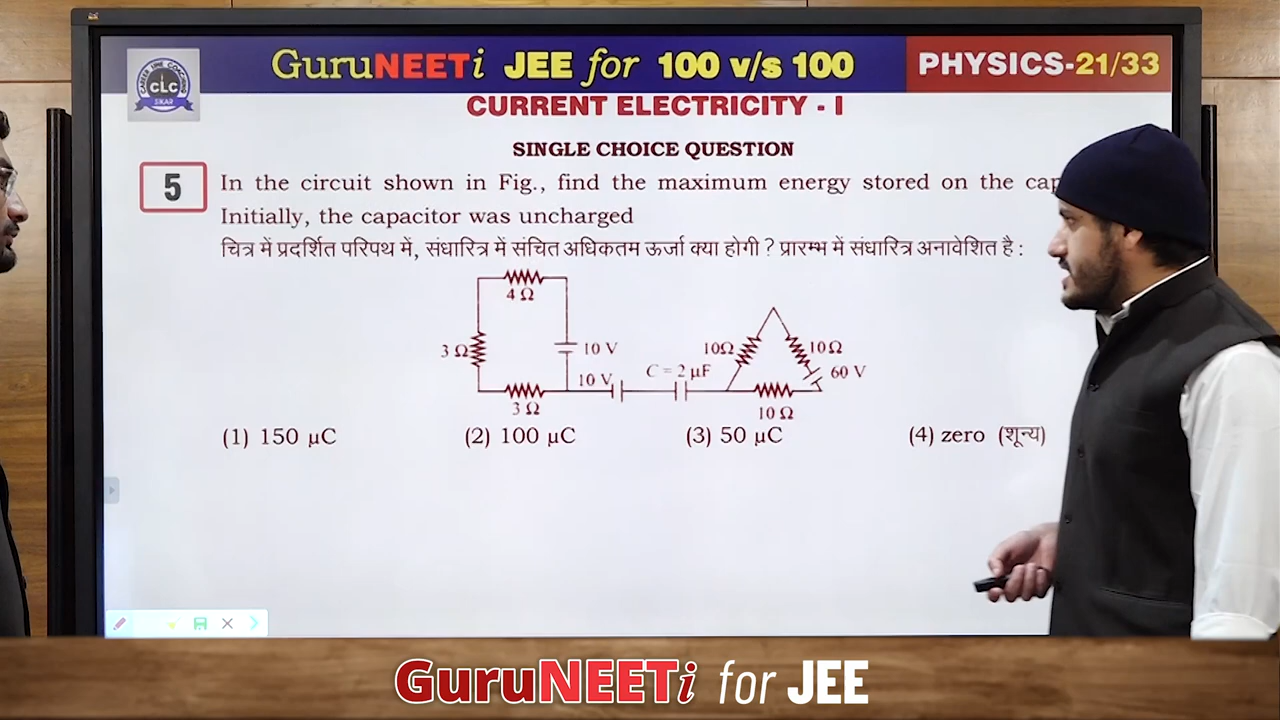 GuruNEETi JEE for 100 v/s 100
PHYSICS-21/33
CLC
SIKAR
CURRENT ELECTRICITY - I
SINGLE CHOICE QUESTION
5
In the circuit shown in Fig., find the maximum energy stored on the
Initially, the capacitor was uncharged
चित्र में प्रदर्शित परिपथ में, संधारित्र में संचित अधिकतम ऊर्जा क्या होगी ? प्रारम्भ में संधारित्र अनावेशित है :
4 Ω
3 Ω
10 V
10Ω
10Ω
C = 2 µF
60 V
10 V
3 Ω
10 Ω
(1) 150 µC
(2) 100 µC
(3) 50 µC
(4) zero (शून्य)
GuruNEETi for JEE